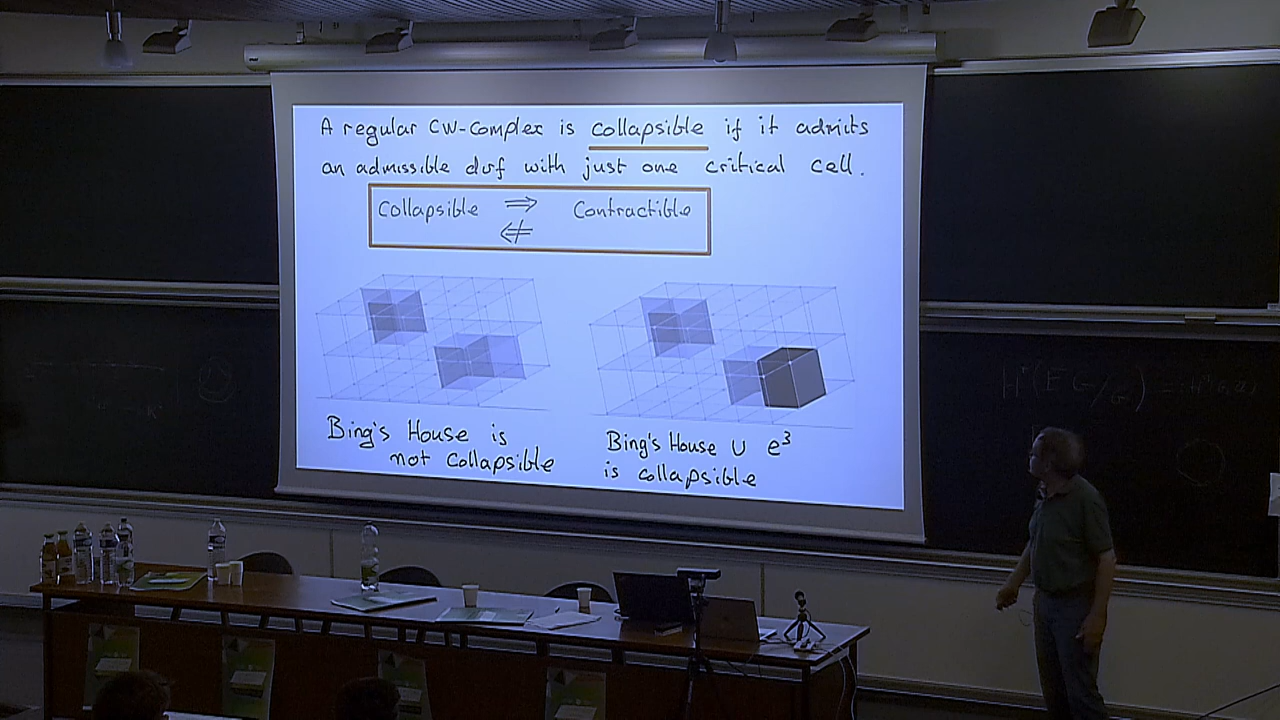 A regular CW-complex is collapsible if it admits
an admissible dvf with just one critical cell.
Collapsible ⇒ Contractible
⇍
Bing's House is
not Collapsible
Bing's House ∪ e³
is collapsible